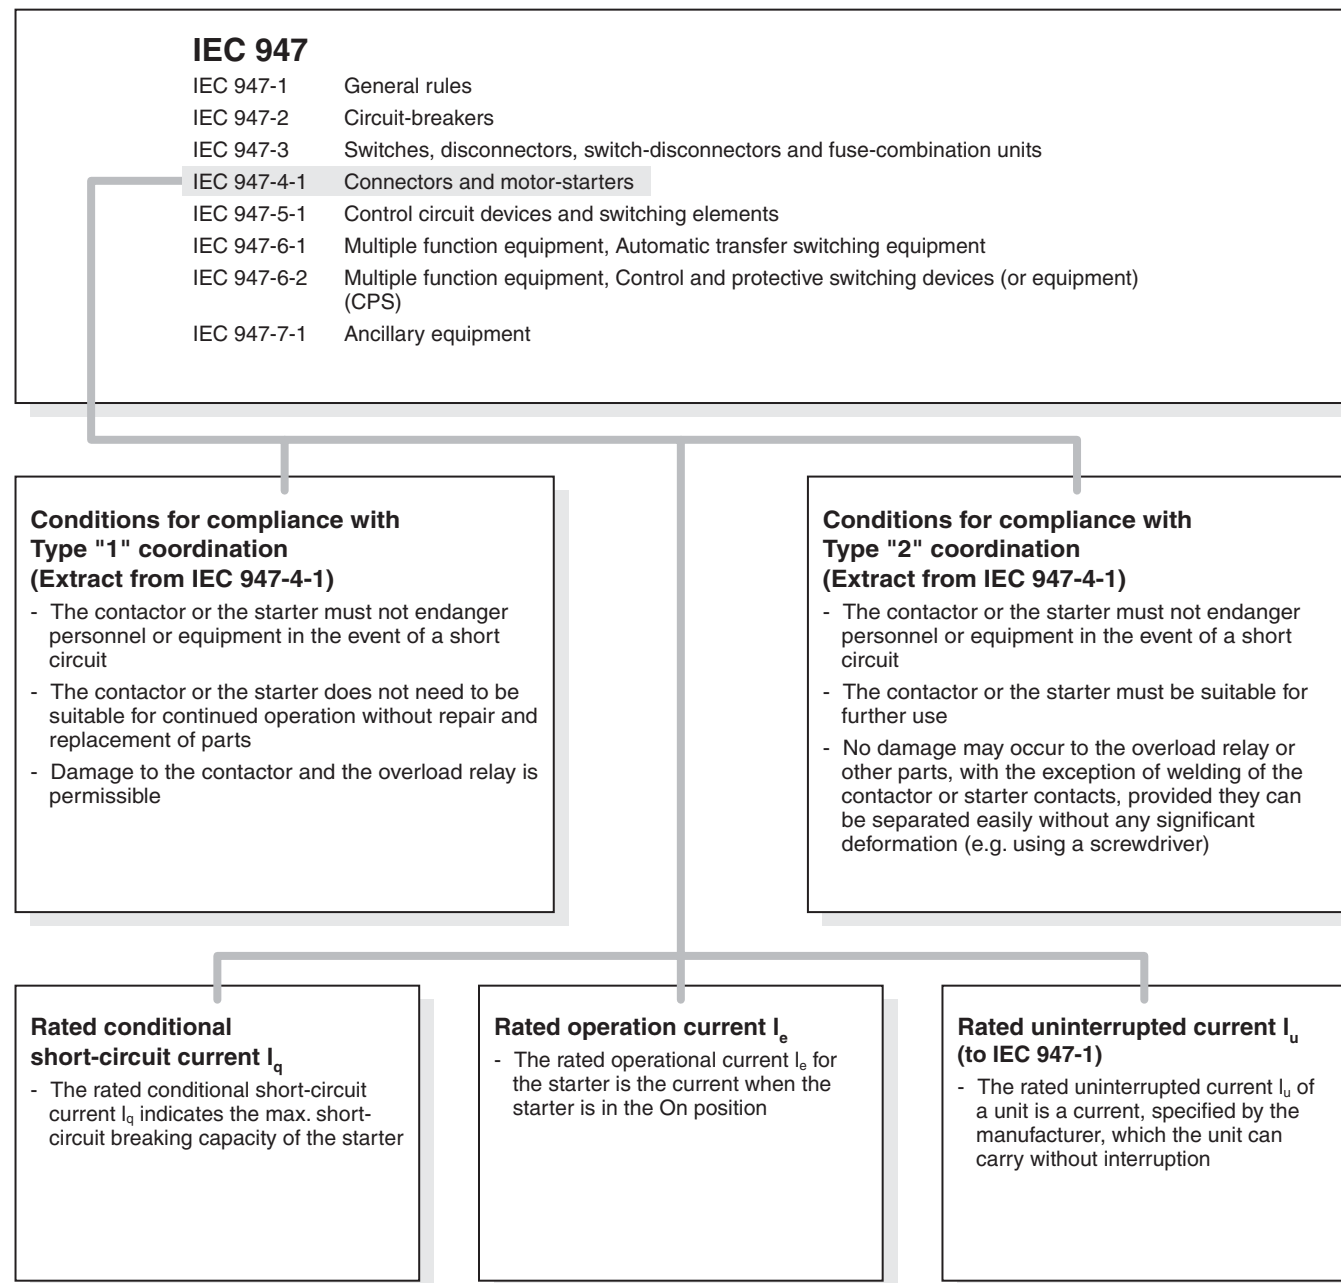 IEC 947
IEC 947-1 General rules
IEC 947-2 Circuit-breakers
IEC 947-3 Switches, disconnectors, switch-disconnectors and fuse-combination units
IEC 947-4-1 Connectors and motor-starters
IEC 947-5-1 Control circuit devices and switching elements
IEC 947-6-1 Multiple function equipment, Automatic transfer switching equipment
IEC 947-6-2 Multiple function equipment, Control and protective switching devices (or equipment)
(CPS)
IEC 947-7-1 Ancillary equipment
Conditions for compliance with
Type "1" coordination
(Extract from IEC 947-4-1)
- The contactor or the starter must not endanger
personnel or equipment in the event of a short
circuit
- The contactor or the starter does not need to be
suitable for continued operation without repair and
replacement of parts
- Damage to the contactor and the overload relay is
permissible
Conditions for compliance with
Type "2" coordination
(Extract from IEC 947-4-1)
- The contactor or the starter must not endanger
personnel or equipment in the event of a short
circuit
- The contactor or the starter must be suitable for
further use
- No damage may occur to the overload relay or
other parts, with the exception of welding of the
contactor or starter contacts, provided they can
be separated easily without any significant
deformation (e.g. using a screwdriver)
Rated conditional
short-circuit current Iq
- The rated conditional short-circuit
current Iq indicates the max. short-
circuit breaking capacity of the starter
Rated operation current Ie
- The rated operational current Ie for
the starter is the current when the
starter is in the On position
Rated uninterrupted current Iu
(to IEC 947-1)
- The rated uninterrupted current Iu of
a unit is a current, specified by the
manufacturer, which the unit can
carry without interruption